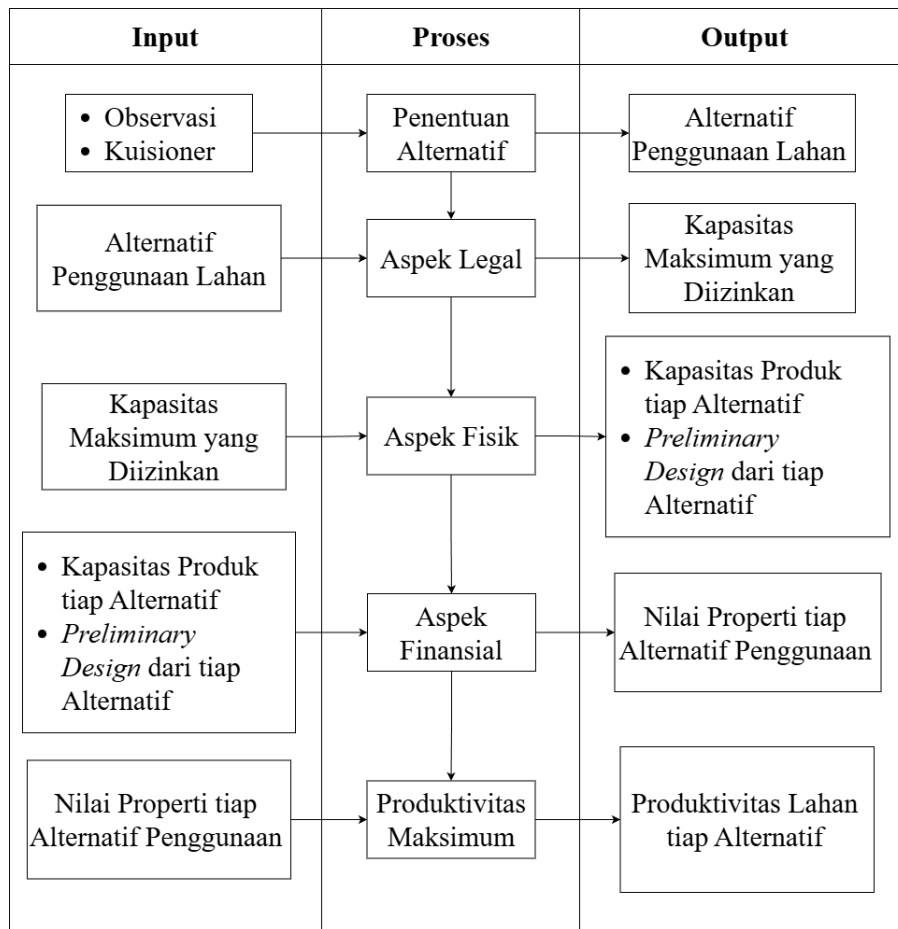 Input
Proses
Output
• Observasi
• Kuisioner
Penentuan
Alternatif
Alternatif
Penggunaan Lahan
Alternatif
Penggunaan Lahan
Aspek Legal
Kapasitas
Maksimum yang
Diizinkan
Kapasitas
Maksimum yang
Diizinkan
Aspek Fisik
• Kapasitas Produk
tiap Alternatif
• Preliminary
Design dari tiap
Alternatif
• Kapasitas Produk
tiap Alternatif
• Preliminary
Design dari tiap
Alternatif
Aspek
Finansial
Nilai Properti tiap
Alternatif Penggunaan
Nilai Properti tiap
Alternatif Penggunaan
Produktivitas
Maksimum
Produktivitas Lahan
tiap Alternatif